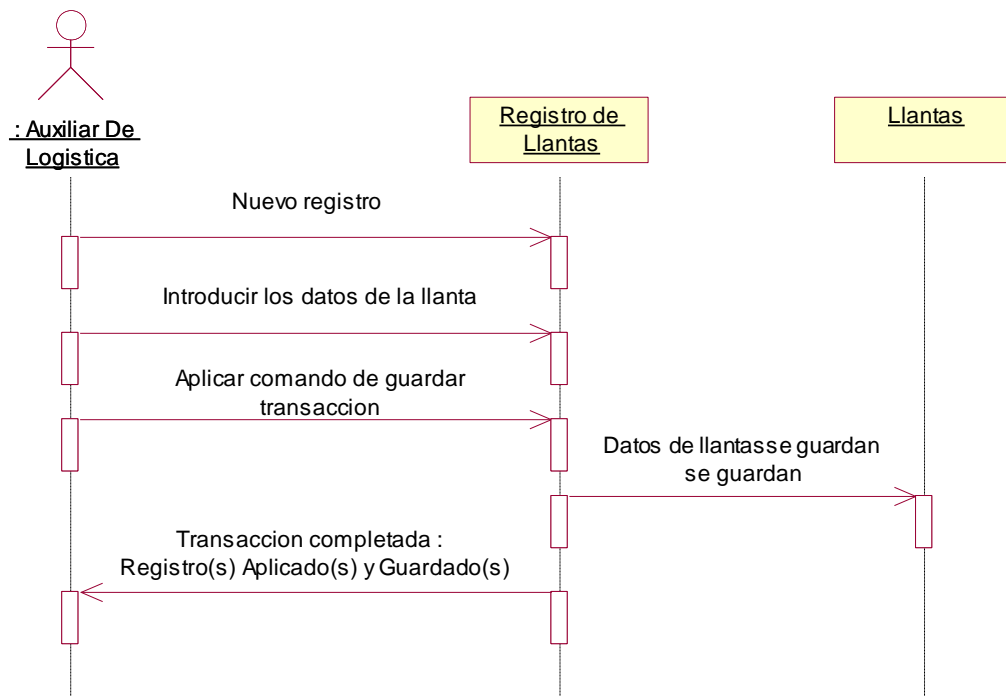 : Auxiliar De
Logistica
Registro de
Llantas
Llantas
Nuevo registro
Introducir los datos de la llanta
Aplicar comando de guardar
transaccion
Datos de llantasse guardan
se guardan
Transaccion completada :
Registro(s) Aplicado(s) y Guardado(s)